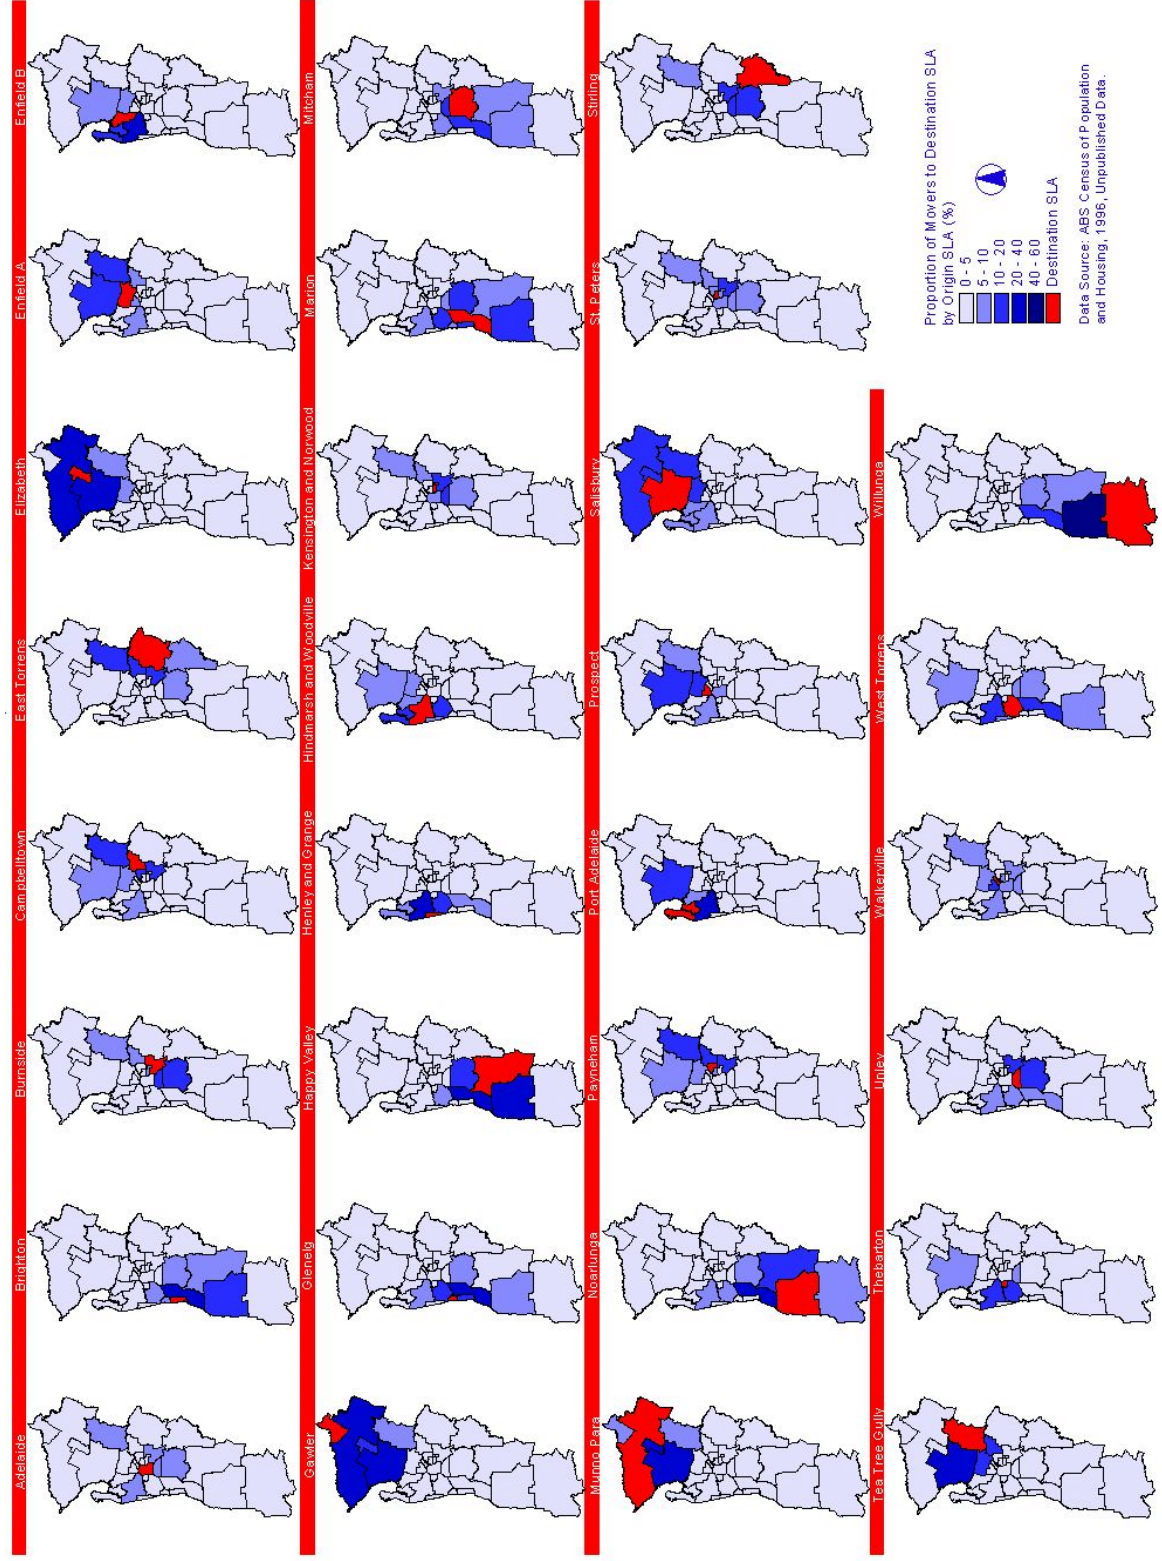 Adelaide
Brighton
Burnside
Campbelltown
East Torrens
Elizabeth
Enfield A
Enfield B
Gawler
Glenelg
Happy Valley
Henley and Grange
Hindmarsh and Woodville
Kensington and Norwood
Marion
Mitcham
Munno Para
Noarlunga
Payneham
Port Adelaide
Prospect
Salisbury
St. Peters
Stirling
Tea Tree Gully
Thebarton
Unley
Walkerville
West Torrens
Willunga
Proportion of Movers to Destination SLA
by Origin SLA (%)
0 - 5
5 - 10
10 - 20
20 - 40
40 - 60
Destination SLA
Data Source: ABS Census of Population
and Housing, 1996, Unpublished Data.